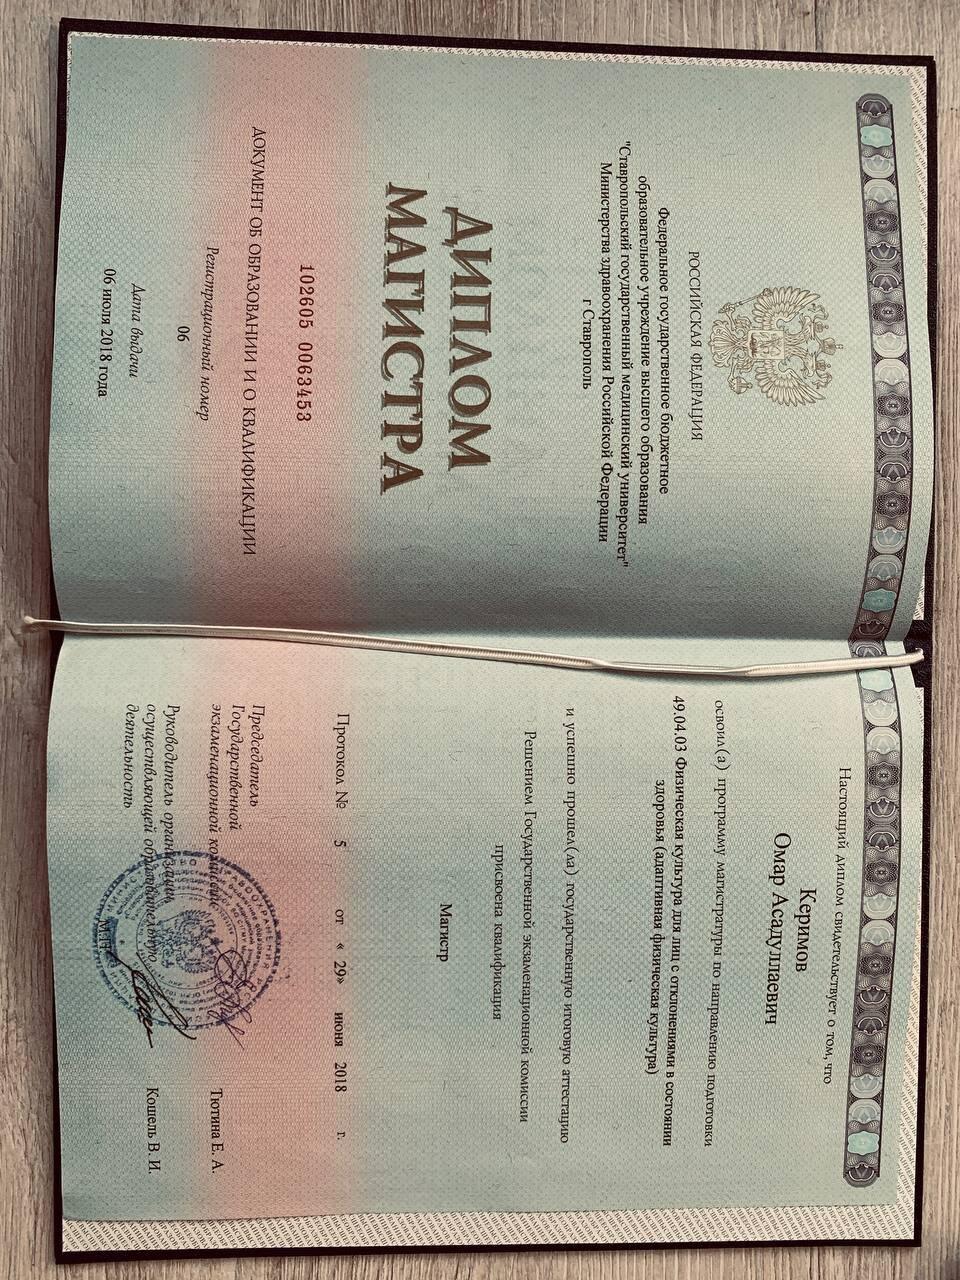 РОССИЙСКАЯ ФЕДЕРАЦИЯ
Федеральное государственное бюджетное
образовательное учреждение высшего образования
"Ставропольский государственный медицинский университет"
Министерства здравоохранения Российской Федерации
г Ставрополь
ДИПЛОМ
МАГИСТРА
102605 0063453
ДОКУМЕНТ ОБ ОБРАЗОВАНИИ И О КВАЛИФИКАЦИИ
Регистрационный номер
06
Дата выдачи
06 июля 2018 года
Настоящий диплом свидетельствует о том, что
Керимов
Омар Асадуллаевич
освоил(а) программу магистратуры по направлению подготовки
49.04.03 Физическая культура для лиц с отклонениями в состоянии
здоровья (адаптивная физическая культура)
и успешно прошел(ла) государственную итоговую аттестацию
Решением Государственной экзаменационной комиссии
присвоена квалификация
Магистр
Протокол № 5 от « 29» июня 2018 г.
Председатель
Государственной
экзаменационной комиссии
Тютина Е. А.
Руководитель организации,
осуществляющей образовательную
деятельность
Кошель В. И.
М.П.